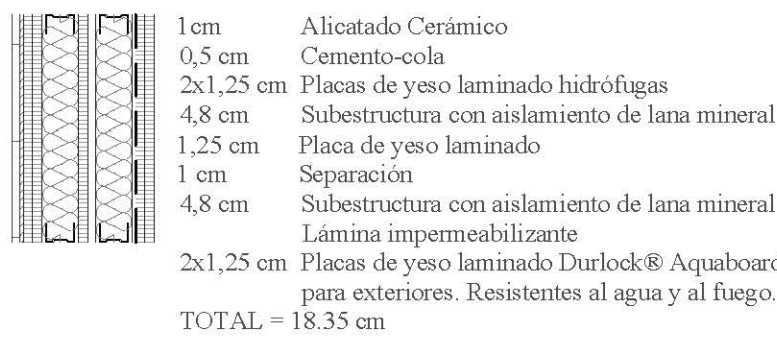 1cm Alicatado Cerámico
0,5 cm Cemento-cola
2x1,25 cm Placas de yeso laminado hidrófugas
4,8 cm Subestructura con aislamiento de lana mineral
1,25 cm Placa de yeso laminado
1 cm Separación
4,8 cm Subestructura con aislamiento de lana mineral
Lámina impermeabilizante
2x1,25 cm Placas de yeso laminado Durlock® Aquaboard
para exteriores. Resistentes al agua y al fuego.
TOTAL = 18.35 cm